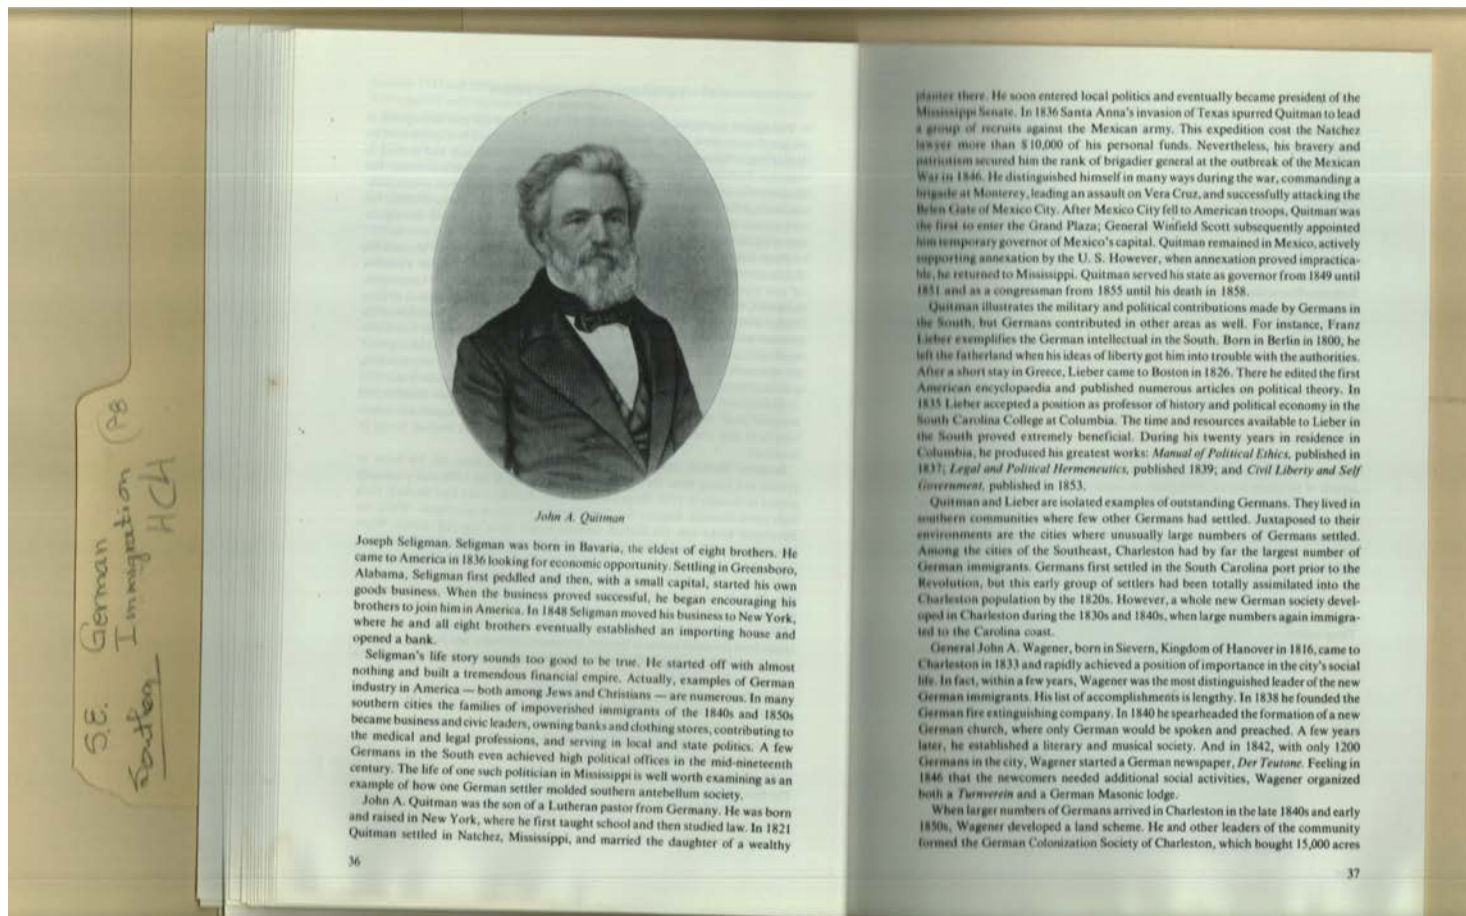 S.E. German
Southern Immigration (PB
HCH
John A. Quitman
Joseph Seligman. Seligman was born in Bavaria, the eldest of eight brothers. He
came to America in 1836 looking for economic opportunity. Settling in Greensboro,
Alabama, Seligman first peddled and then, with a small capital, started his own
goods business. When the business proved successful, he began encouraging his
brothers to join him in America. In 1848 Seligman moved his business to New York,
where he and all eight brothers eventually established an importing house and
opened a bank.
Seligman's life story sounds too good to be true. He started off with almost
nothing and built a tremendous financial empire. Actually, examples of German
industry in America — both among Jews and Christians — are numerous. In many
southern cities the families of impoverished immigrants of the 1840s and 1850s
became business and civic leaders, owning banks and clothing stores, contributing to
the medical and legal professions, and serving in local and state politics. A few
Germans in the South even achieved high political offices in the mid-nineteenth
century. The life of one such politician in Mississippi is well worth examining as an
example of how one German settler molded southern antebellum society.
John A. Quitman was the son of a Lutheran pastor from Germany. He was born
and raised in New York, where he first taught school and then studied law. In 1821
Quitman settled in Natchez, Mississippi, and married the daughter of a wealthy
36
planter there. He soon entered local politics and eventually became president of the
Mississippi Senate. In 1836 Santa Anna's invasion of Texas spurred Quitman to lead
a group of recruits against the Mexican army. This expedition cost the Natchez
lawyer more than $10,000 of his personal funds. Nevertheless, his bravery and
patriotism secured him the rank of brigadier general at the outbreak of the Mexican
War in 1846. He distinguished himself in many ways during the war, commanding a
brigade at Monterey, leading an assault on Vera Cruz, and successfully attacking the
Belen Gate of Mexico City. After Mexico City fell to American troops, Quitman was
the first to enter the Grand Plaza; General Winfield Scott subsequently appointed
him temporary governor of Mexico's capital. Quitman remained in Mexico, actively
supporting annexation by the U. S. However, when annexation proved impractica-
ble, he returned to Mississippi. Quitman served his state as governor from 1849 until
1851 and as a congressman from 1855 until his death in 1858.
Quitman illustrates the military and political contributions made by Germans in
the South, but Germans contributed in other areas as well. For instance, Franz
Lieber exemplifies the German intellectual in the South. Born in Berlin in 1800, he
left the fatherland when his ideas of liberty got him into trouble with the authorities.
After a short stay in Greece, Lieber came to Boston in 1826. There he edited the first
American encyclopaedia and published numerous articles on political theory. In
1835 Lieber accepted a position as professor of history and political economy in the
South Carolina College at Columbia. The time and resources available to Lieber in
the South proved extremely beneficial. During his twenty years in residence in
Columbia, he produced his greatest works: Manual of Political Ethics, published in
1837; Legal and Political Hermeneutics, published 1839; and Civil Liberty and Self
Government, published in 1853.
Quitman and Lieber are isolated examples of outstanding Germans. They lived in
southern communities where few other Germans had settled. Juxtaposed to their
environments are the cities where unusually large numbers of Germans settled.
Among the cities of the Southeast, Charleston had by far the largest number of
German immigrants. Germans first settled in the South Carolina port prior to the
Revolution, but this early group of settlers had been totally assimilated into the
Charleston population by the 1820s. However, a whole new German society devel-
oped in Charleston during the 1830s and 1840s, when large numbers again immigra-
ted to the Carolina coast.
General John A. Wagener, born in Sievern, Kingdom of Hanover in 1816, came to
Charleston in 1833 and rapidly achieved a position of importance in the city's social
life. In fact, within a few years, Wagener was the most distinguished leader of the new
German immigrants. His list of accomplishments is lengthy. In 1838 he founded the
German fire extinguishing company. In 1840 he spearheaded the formation of a new
German church, where only German would be spoken and preached. A few years
later, he established a literary and musical society. And in 1842, with only 1200
Germans in the city, Wagener started a German newspaper, Der Teutone. Feeling in
1846 that the newcomers needed additional social activities, Wagener organized
both a Turnverein and a German Masonic lodge.
When larger numbers of Germans arrived in Charleston in the late 1840s and early
1850s, Wagener developed a land scheme. He and other leaders of the community
formed the German Colonization Society of Charleston, which bought 15,000 acres
37